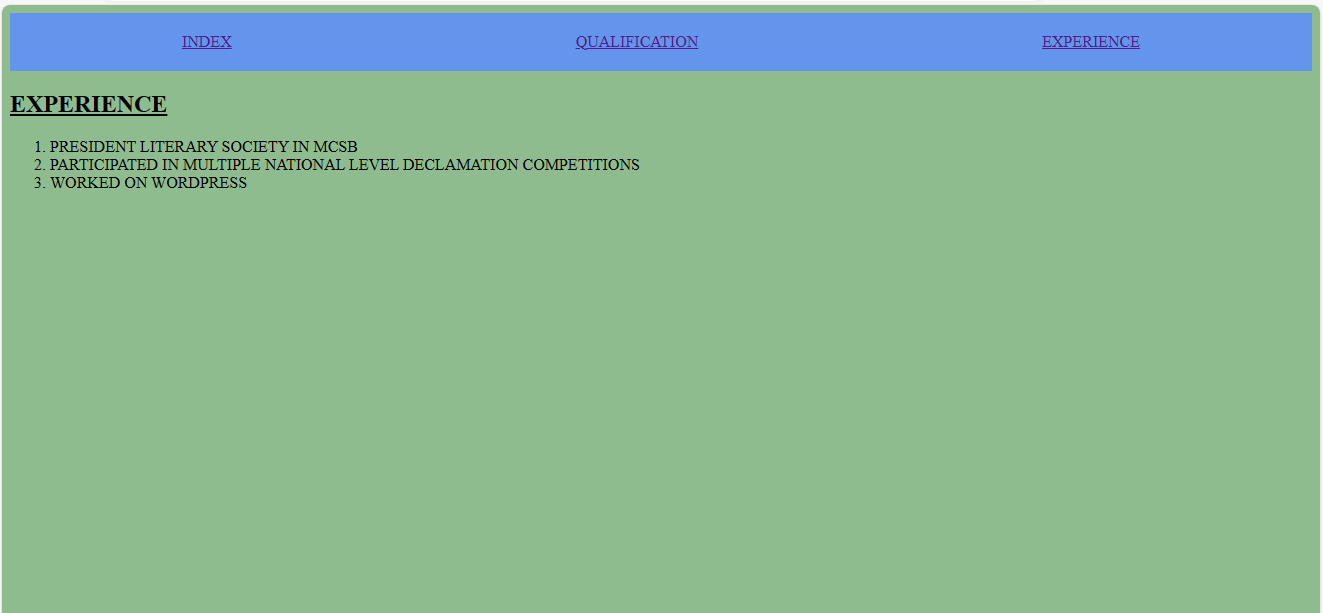 INDEX QUALIFICATION EXPERIENCE
EXPERIENCE
1. PRESIDENT LITERARY SOCIETY IN MCSB
2. PARTICIPATED IN MULTIPLE NATIONAL LEVEL DECLAMATION COMPETITIONS
3. WORKED ON WORDPRESS